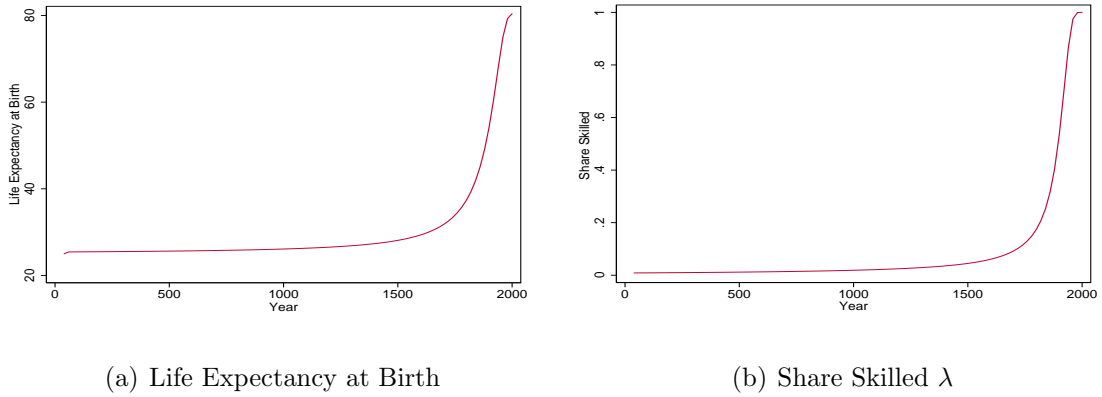 Life Expectancy at Birth
20 40 60 80
0 500 1000 1500 2000
Year
Share Skilled
0 .2 .4 .6 .8 1
0 500 1000 1500 2000
Year
(a) Life Expectancy at Birth
(b) Share Skilled λ